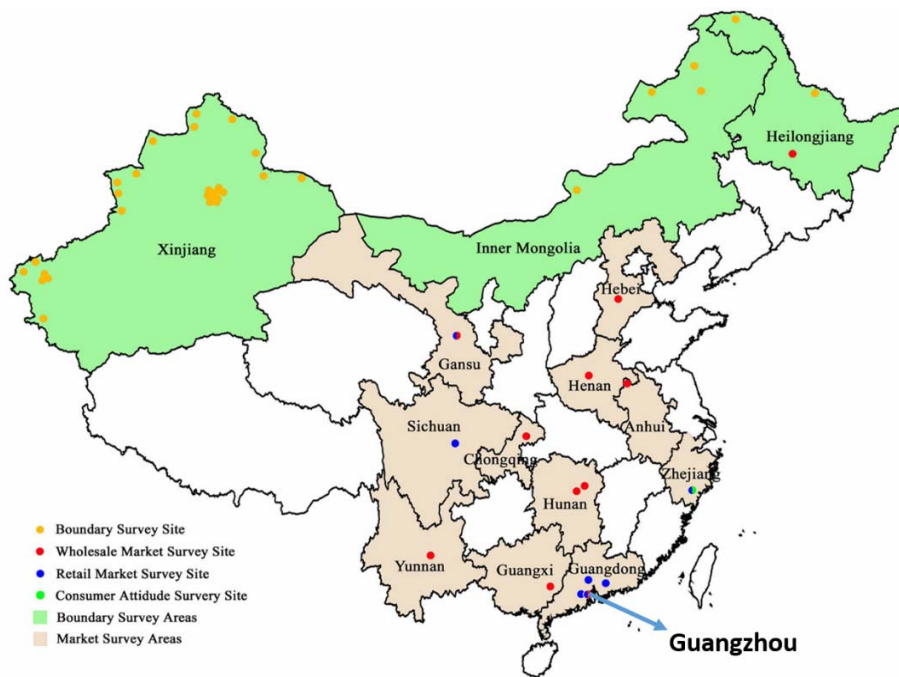 Heilongjiang
Xinjiang
Inner Mongolia
Hebei
Gansu
Henan
Sichuan
Anhui
Chongqing
Zhejiang
Hunan
Yunnan
Guangxi
Guangdong
Guangzhou
Boundary Survey Site
Wholesale Market Survey Site
Retail Market Survey Site
Consumer Attidude Survery Site
Boundary Survey Areas
Market Survey Areas